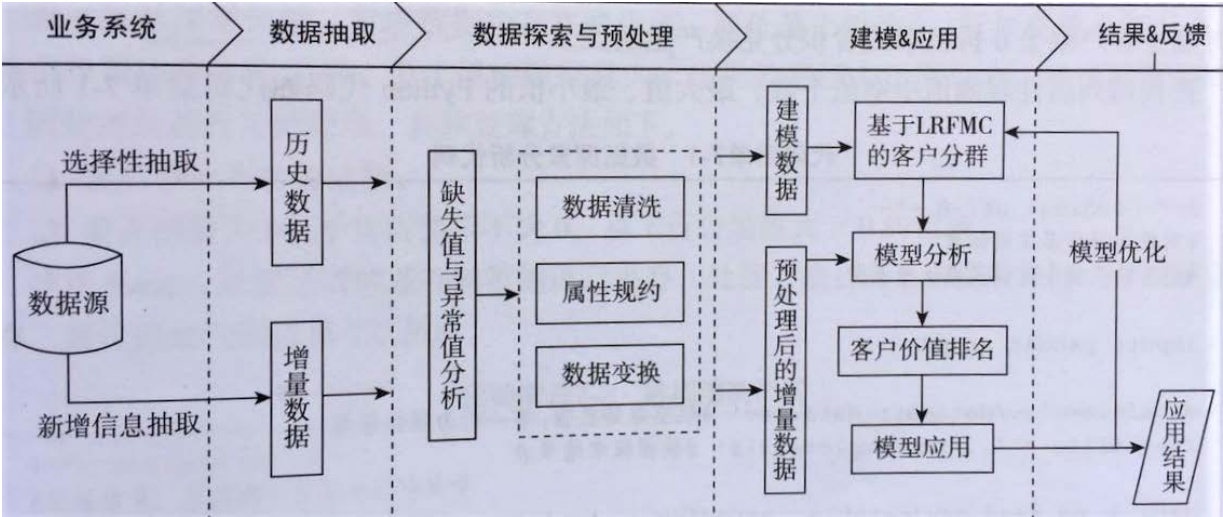 业务系统
数据抽取
数据探索与预处理
建模&应用
结果&反馈
选择性抽取
数据源
新增信息抽取
历史数据
增量数据
缺失值与异常值分析
数据清洗
属性规约
数据变换
建模数据
预处理后的增量数据
基于LRFMC
的客户分群
模型分析
客户价值排名
模型应用
模型优化
应用结果